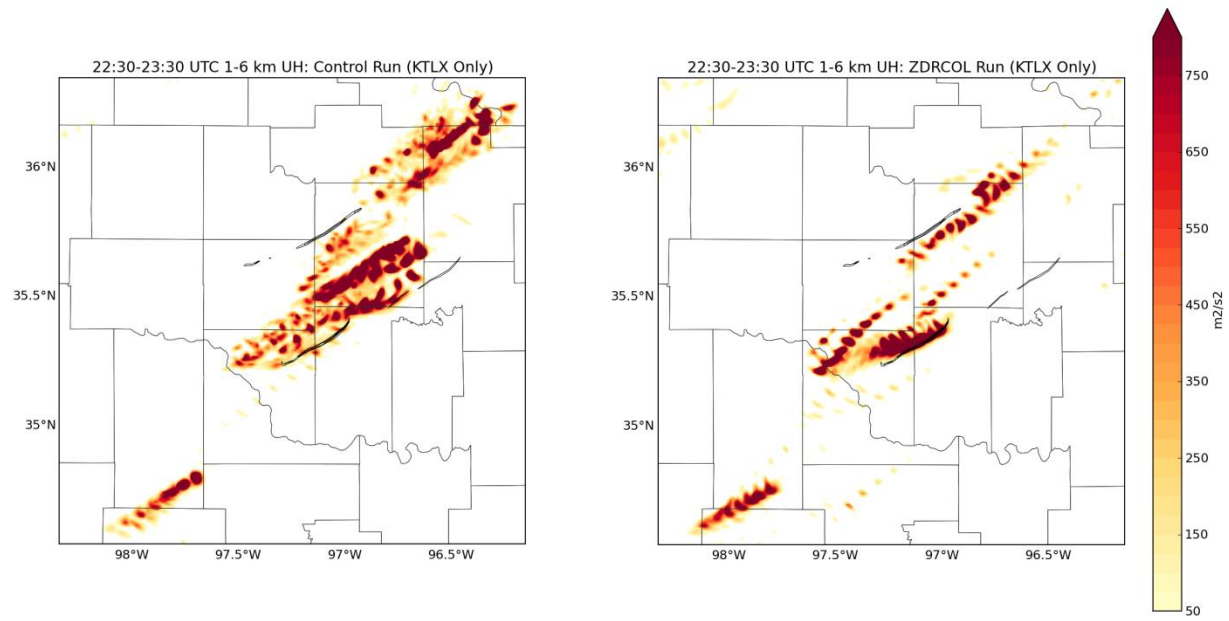 22:30-23:30 UTC 1-6 km UH: Control Run (KTLX Only)
36°N
35.5°N
35°N
98°W
97.5°W
97°W
96.5°W
22:30-23:30 UTC 1-6 km UH: ZDRCOL Run (KTLX Only)
36°N
35.5°N
35°N
98°W
97.5°W
97°W
96.5°W
750
650
550
450
350
250
150
50
m2/s2